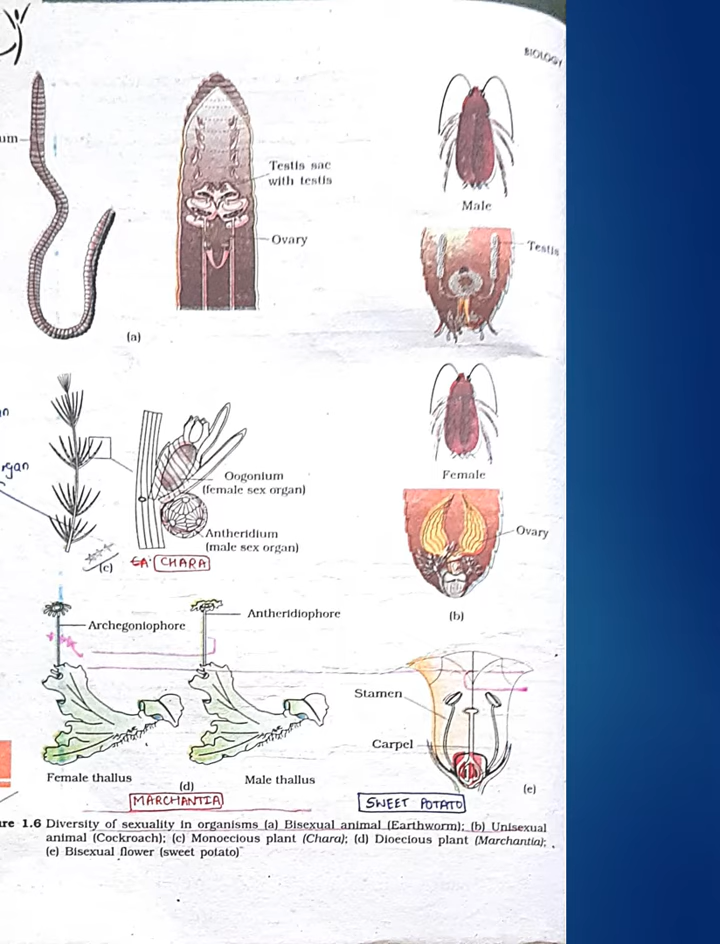 BIOLOGY
um
Testis sac
with testis
Ovary
Male
Testis
(a)
Female
Oogonium
(female sex organ)
Antheridium
(male sex organ)
rgan
(c) CHARA
Ovary
(b)
Archegoniophore
Antheridiophore
Stamen
Carpel
Female thallus
(d)
Male thallus
(e)
MARCHANTIA
SWEET POTATO
re 1.6 Diversity of sexuality in organisms (a) Bisexual animal (Earthworm); (b) Unisexual
animal (Cockroach); (c) Monoecious plant (Chara); (d) Dioecious plant (Marchantia);
(e) Bisexual flower (sweet potato)